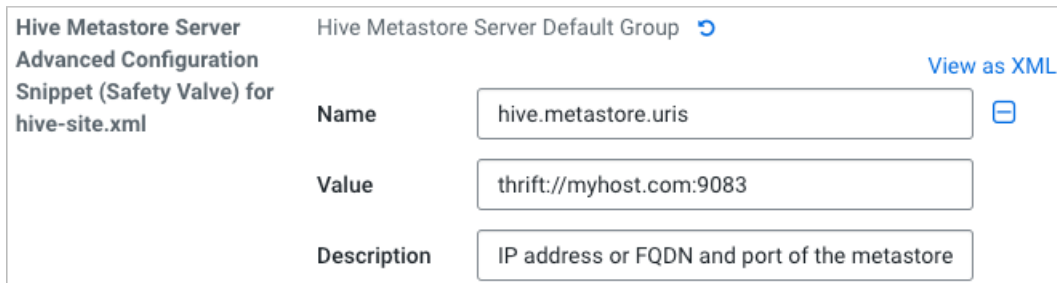 Hive Metastore Server
Advanced Configuration
Snippet (Safety Valve) for
hive-site.xml
Hive Metastore Server Default Group
View as XML
Name
hive.metastore.uris
Value
thrift://myhost.com:9083
Description
IP address or FQDN and port of the metastore